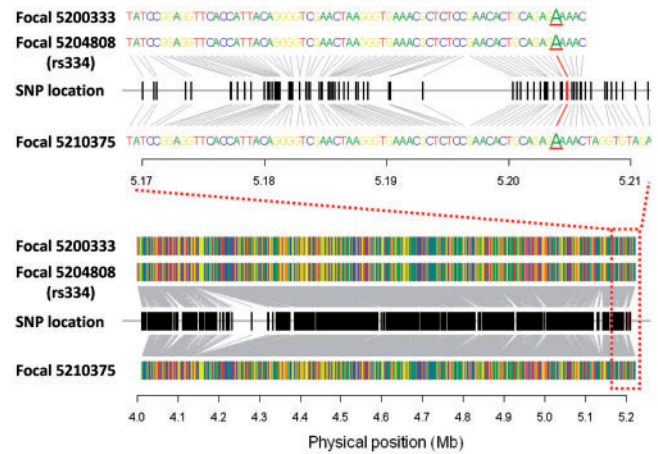 Focal 5200333 TATCCGGAGGTTCACCATTACAGGGGTCGAACTAAGGGTGAAACGCTCTCCGAACACTGCAGAGAAAAC
Focal 5204808 TATCCGGAGGTTCACCATTACAGGGGTCGAACTAAGGGTGAAACGCTCTCCGAACACTGCAGAGAAAAC
(rs334)
SNP location
Focal 5210375 TATCCGGAGGTTCACCATTACAGGGGTCGAACTAAGGGTGAAACGCTCTCCGAACACTGCAGAGAAAACTAGGTGTAGA
5.17 5.18 5.19 5.20 5.21
Focal 5200333
Focal 5204808
(rs334)
SNP location
Focal 5210375
4.0 4.1 4.2 4.3 4.4 4.5 4.6 4.7 4.8 4.9 5.0 5.1 5.2
Physical position (Mb)